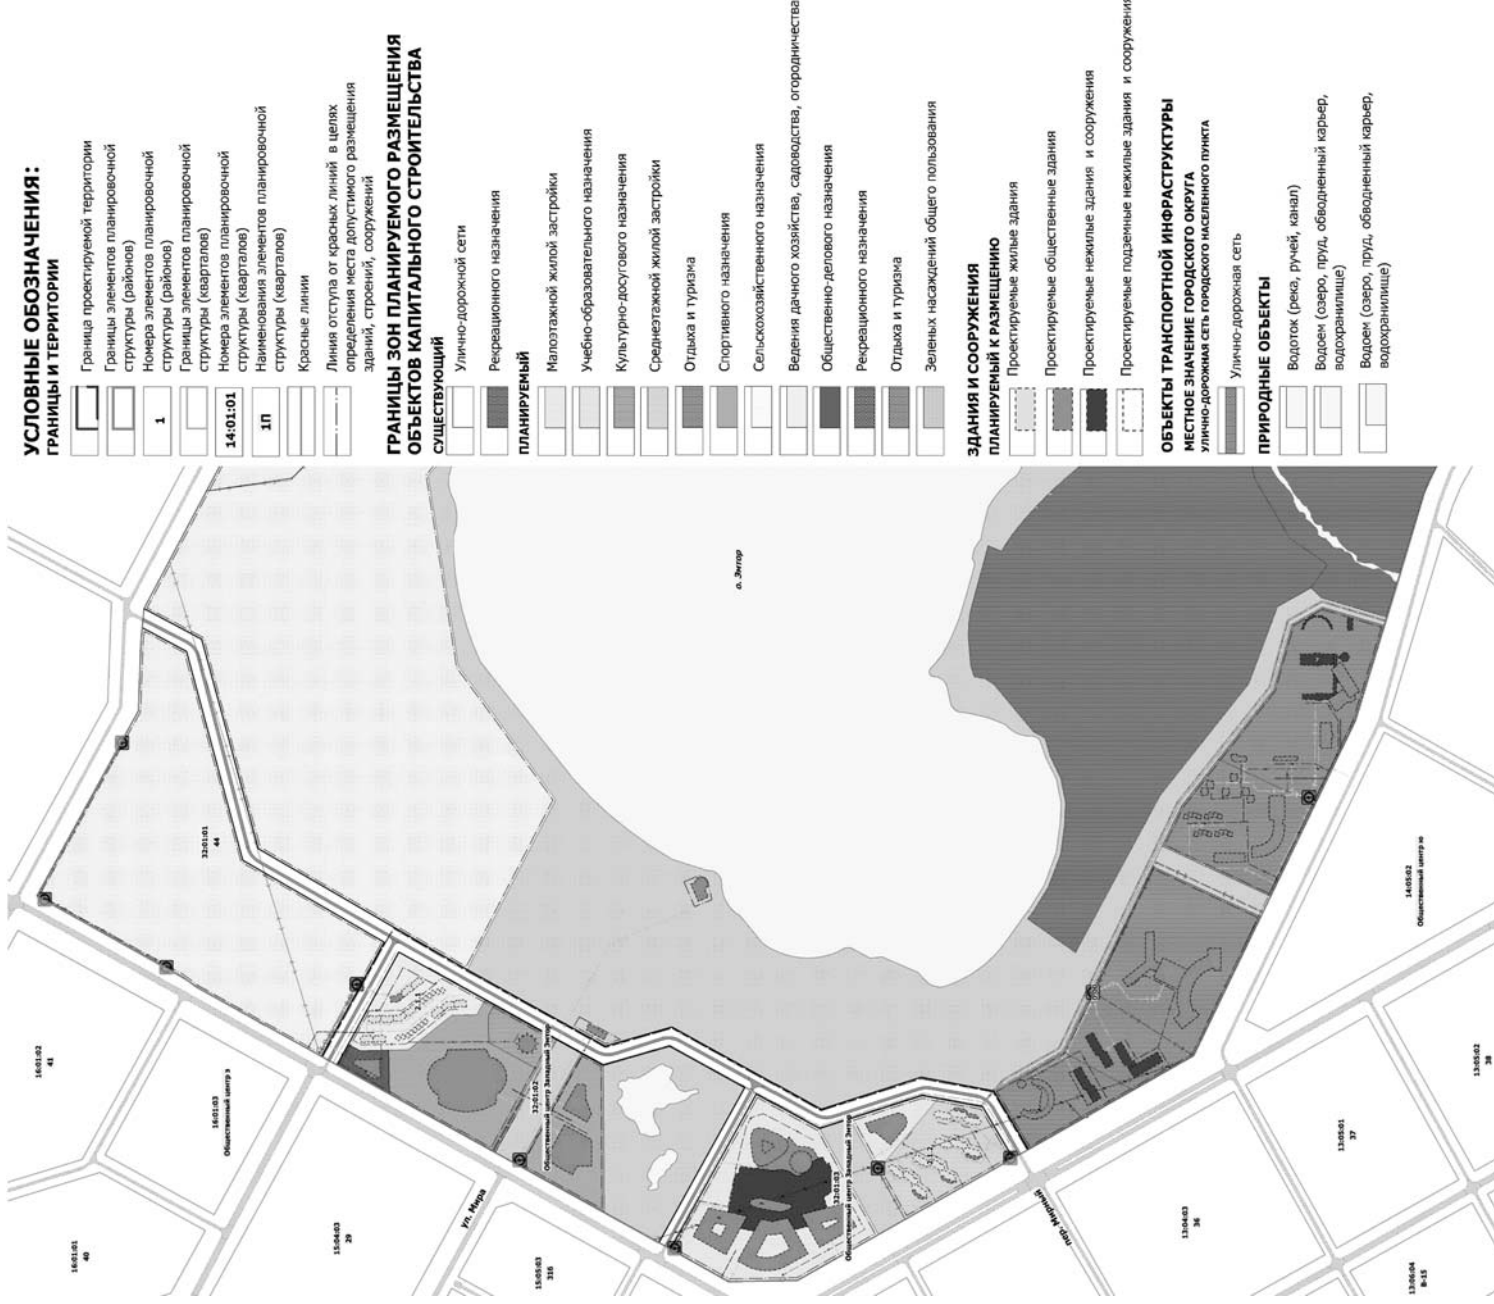 УСЛОВНЫЕ ОБОЗНАЧЕНИЯ:
ГРАНИЦЫ И ТЕРРИТОРИИ
Граница проектируемой территории
Границы элементов планировочной
структуры (районов)
1
Номера элементов планировочной
структуры (районов)
Границы элементов планировочной
структуры (кварталов)
14:01:01
Номера элементов планировочной
структуры (кварталов)
1П
Наименования элементов планировочной
структуры (кварталов)
Красные линии
Линия отступа от красных линий в целях
определения места допустимого размещения
зданий, строений, сооружений
ГРАНИЦЫ ЗОН ПЛАНИРУЕМОГО РАЗМЕЩЕНИЯ
ОБЪЕКТОВ КАПИТАЛЬНОГО СТРОИТЕЛЬСТВА
СУЩЕСТВУЮЩИЙ
Улично-дорожной сети
Рекреационного назначения
ПЛАНИРУЕМЫЙ
Малоэтажной жилой застройки
Учебно-образовательного назначения
Культурно-досугового назначения
Среднеэтажной жилой застройки
Отдыха и туризма
Спортивного назначения
Сельскохозяйственного назначения
Ведения дачного хозяйства, садоводства, огородничества
Общественно-делового назначения
Рекреационного назначения
Отдыха и туризма
Зеленых насаждений общего пользования
ЗДАНИЯ И СООРУЖЕНИЯ
ПЛАНИРУЕМЫЙ К РАЗМЕЩЕНИЮ
Проектируемые жилые здания
Проектируемые общественные здания
Проектируемые нежилые здания и сооружения
Проектируемые подземные нежилые здания и сооружения
ОБЪЕКТЫ ТРАНСПОРТНОЙ ИНФРАСТРУКТУРЫ
МЕСТНОЕ ЗНАЧЕНИЕ ГОРОДСКОГО ОКРУГА
УЛИЧНО-ДОРОЖНАЯ СЕТЬ ГОРОДСКОГО НАСЕЛЕННОГО ПУНКТА
Улично-дорожная сеть
ПРИРОДНЫЕ ОБЪЕКТЫ
Водоток (река, ручей, канал)
Водоем (озеро, пруд, обводненный карьер,
водохранилище)
Водоем (озеро, пруд, обводненный карьер,
водохранилище)
о. Энтор
32:01:01
44
16:01:02
41
16:01:03
Общественный центр 3
16:01:01
40
15:04:03
29
ул. Мира
15:05:03
31б
32:01:02
Общественный центр Западный Энтор
32:01:03
Общественный центр Западный Энтор
пер. Мирный
13:04:03
36
13:05:01
37
13:05:02
38
13:06:04
8-15
14:05:02
Общественный центр ю